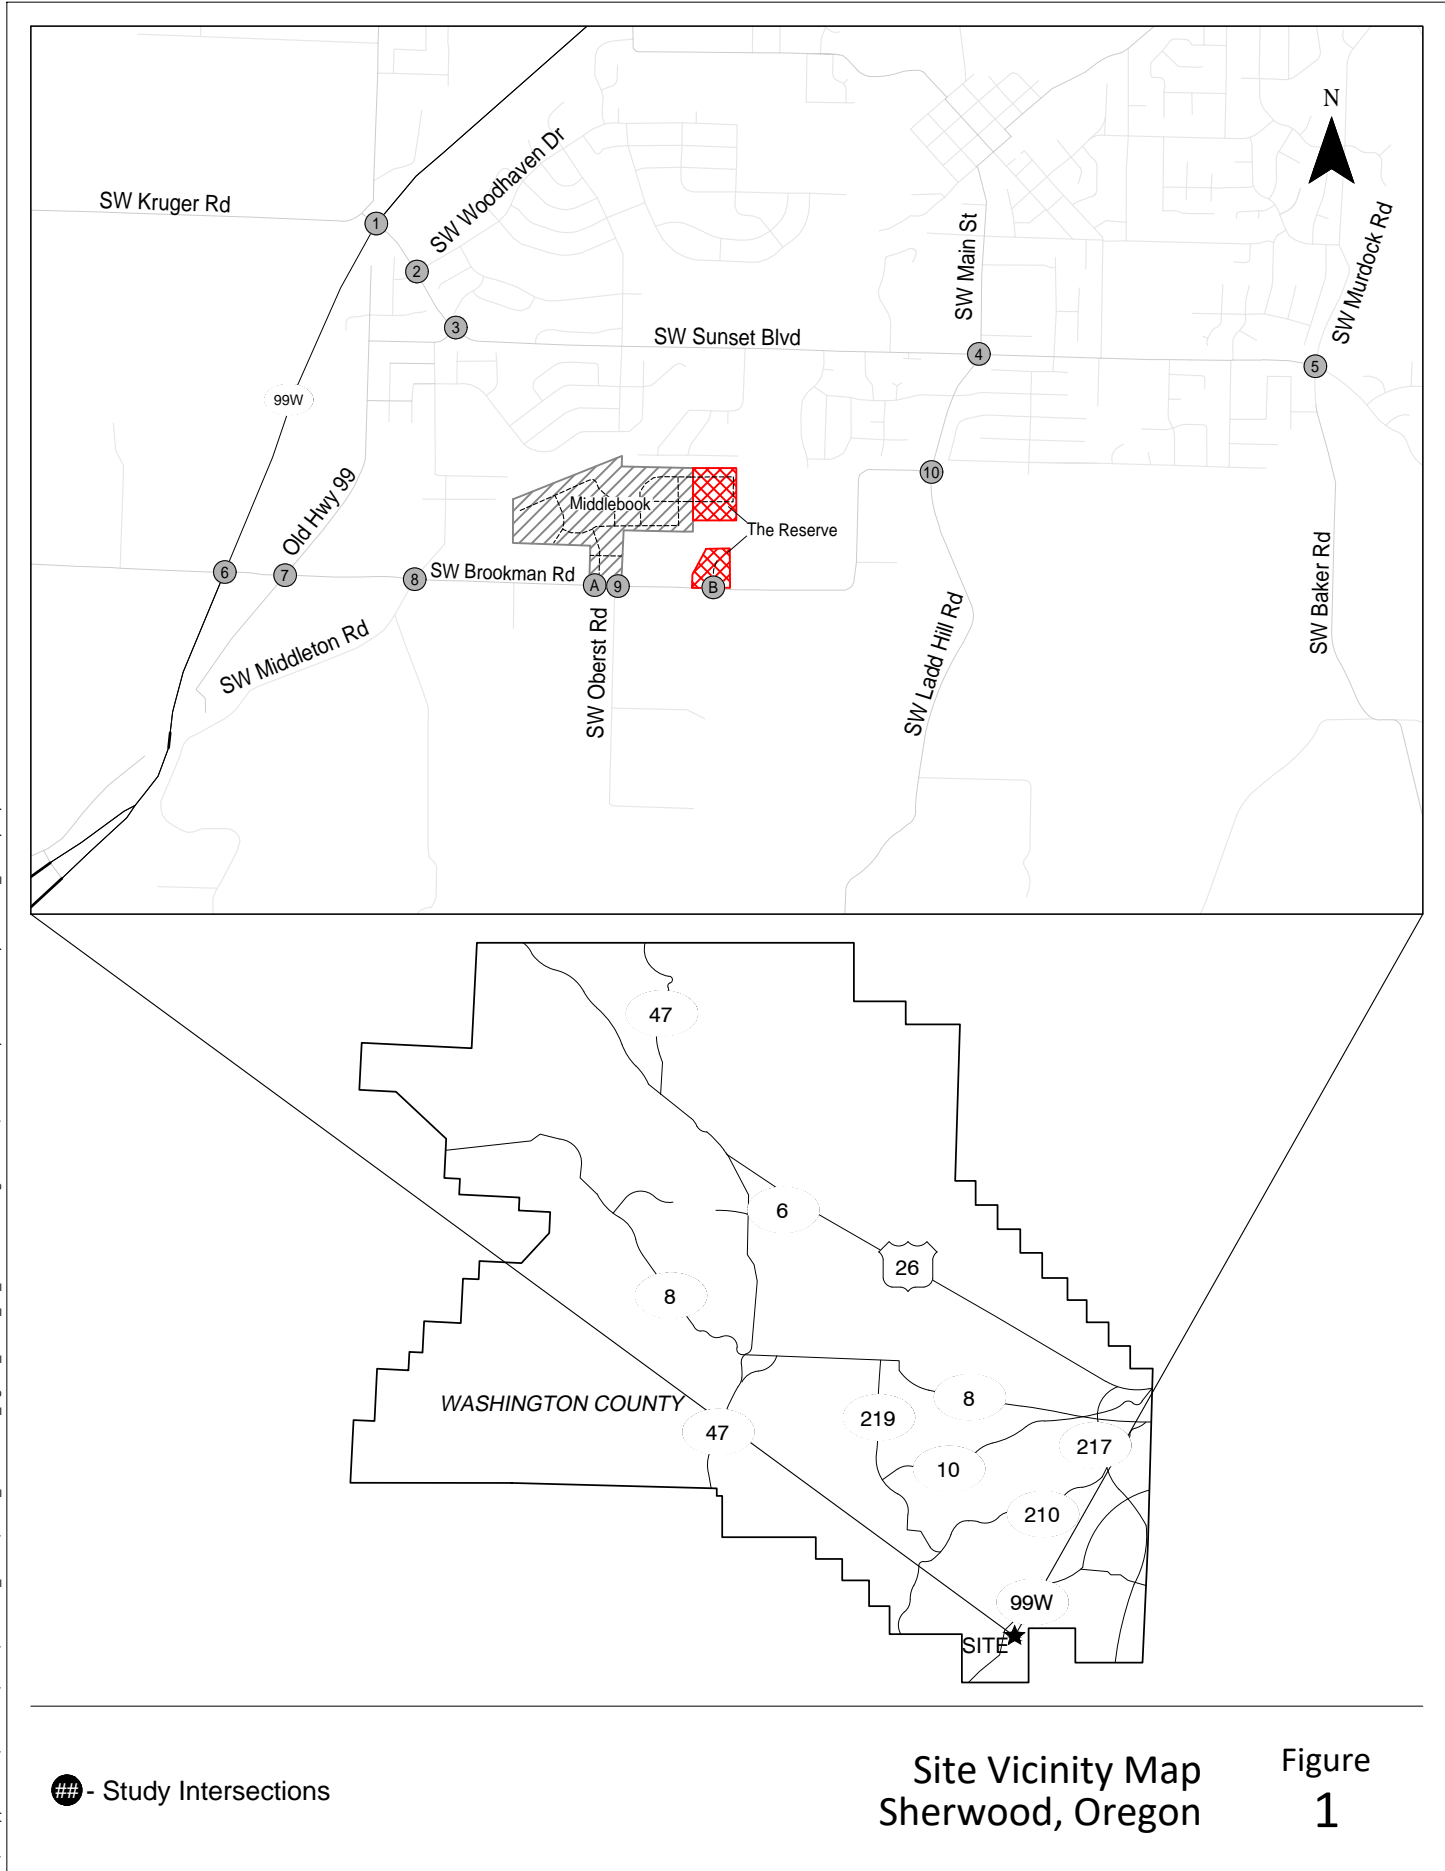 N
SW Kruger Rd
SW Woodhaven Dr
SW Main St
SW Murdock Rd
1
2
3
SW Sunset Blvd
4
5
99W
Old Hwy 99
10
Middlebook
The Reserve
6
7
8
SW Brookman Rd
A
9
B
SW Middleton Rd
SW Oberst Rd
SW Ladd Hill Rd
SW Baker Rd
47
6
26
8
WASHINGTON COUNTY
47
219
8
217
10
210
99W
SITE
## - Study Intersections
Site Vicinity Map
Sherwood, Oregon
Figure
1